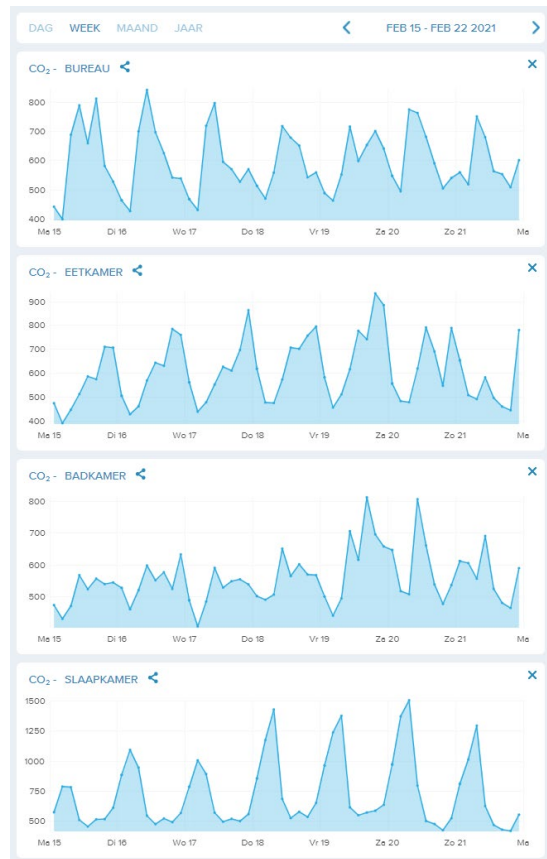 DAG WEEK MAAND JAAR FEB 15 - FEB 22 2021
CO₂ - BUREAU
800
700
600
500
400
Ma 15 Di 16 Wo 17 Do 18 Vr 19 Za 20 Zo 21 Ma
CO₂ - EETKAMER
900
800
700
600
500
400
Ma 15 Di 16 Wo 17 Do 18 Vr 19 Za 20 Zo 21 Ma
CO₂ - BADKAMER
800
700
600
500
Ma 15 Di 16 Wo 17 Do 18 Vr 19 Za 20 Zo 21 Ma
CO₂ - SLAAPKAMER
1500
1250
1000
750
500
Ma 15 Di 16 Wo 17 Do 18 Vr 19 Za 20 Zo 21 Ma